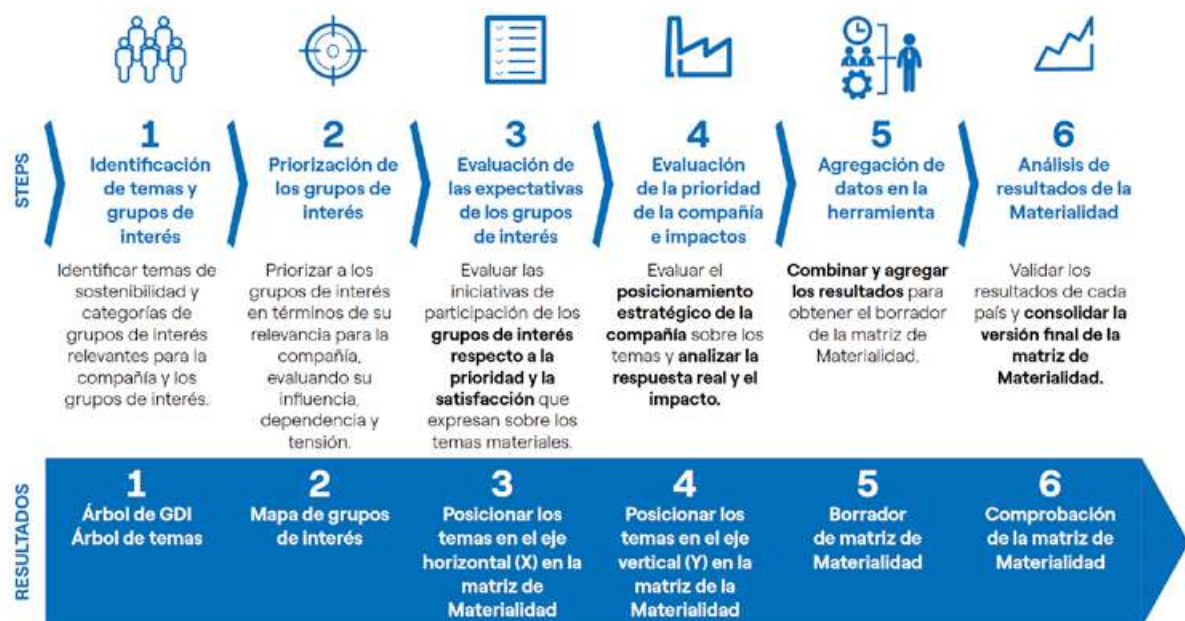 STEPS
1
Identificación
de temas y
grupos de
interés
Identificar temas de
sostenibilidad y
categorías de
grupos de interés
relevantes para la
compañía y los
grupos de interés.
2
Priorización de
los grupos de
interés
Priorizar a los
grupos de interés
en términos de su
relevancia para la
compañía,
evaluando su
influencia,
dependencia y
tensión.
3
Evaluación de
las expectativas
de los grupos
de interés
Evaluar las
iniciativas de
participación de los
grupos de interés
respecto a la
prioridad y la
satisfacción que
expresan sobre los
temas materiales.
4
Evaluación
de la prioridad
de la compañía
e impactos
Evaluar el
posicionamiento
estratégico de la
compañía sobre los
temas y analizar la
respuesta real y el
impacto.
5
Agregación de
datos en la
herramienta
Combinar y agregar
los resultados para
obtener el borrador
de la matriz de
Materialidad.
6
Análisis de
resultados de la
Materialidad
Validar los
resultados de cada
país y consolidar la
versión final de la
matriz de
Materialidad.
RESULTADOS
1
Árbol de GDI
Árbol de temas
2
Mapa de grupos
de interés
3
Posicionar los
temas en el eje
horizontal (X) en la
matriz de
Materialidad
4
Posicionar los
temas en el eje
vertical (Y) en la
matriz de la
Materialidad
5
Borrador
de matriz de
Materialidad
6
Comprobación
de la matriz de
Materialidad